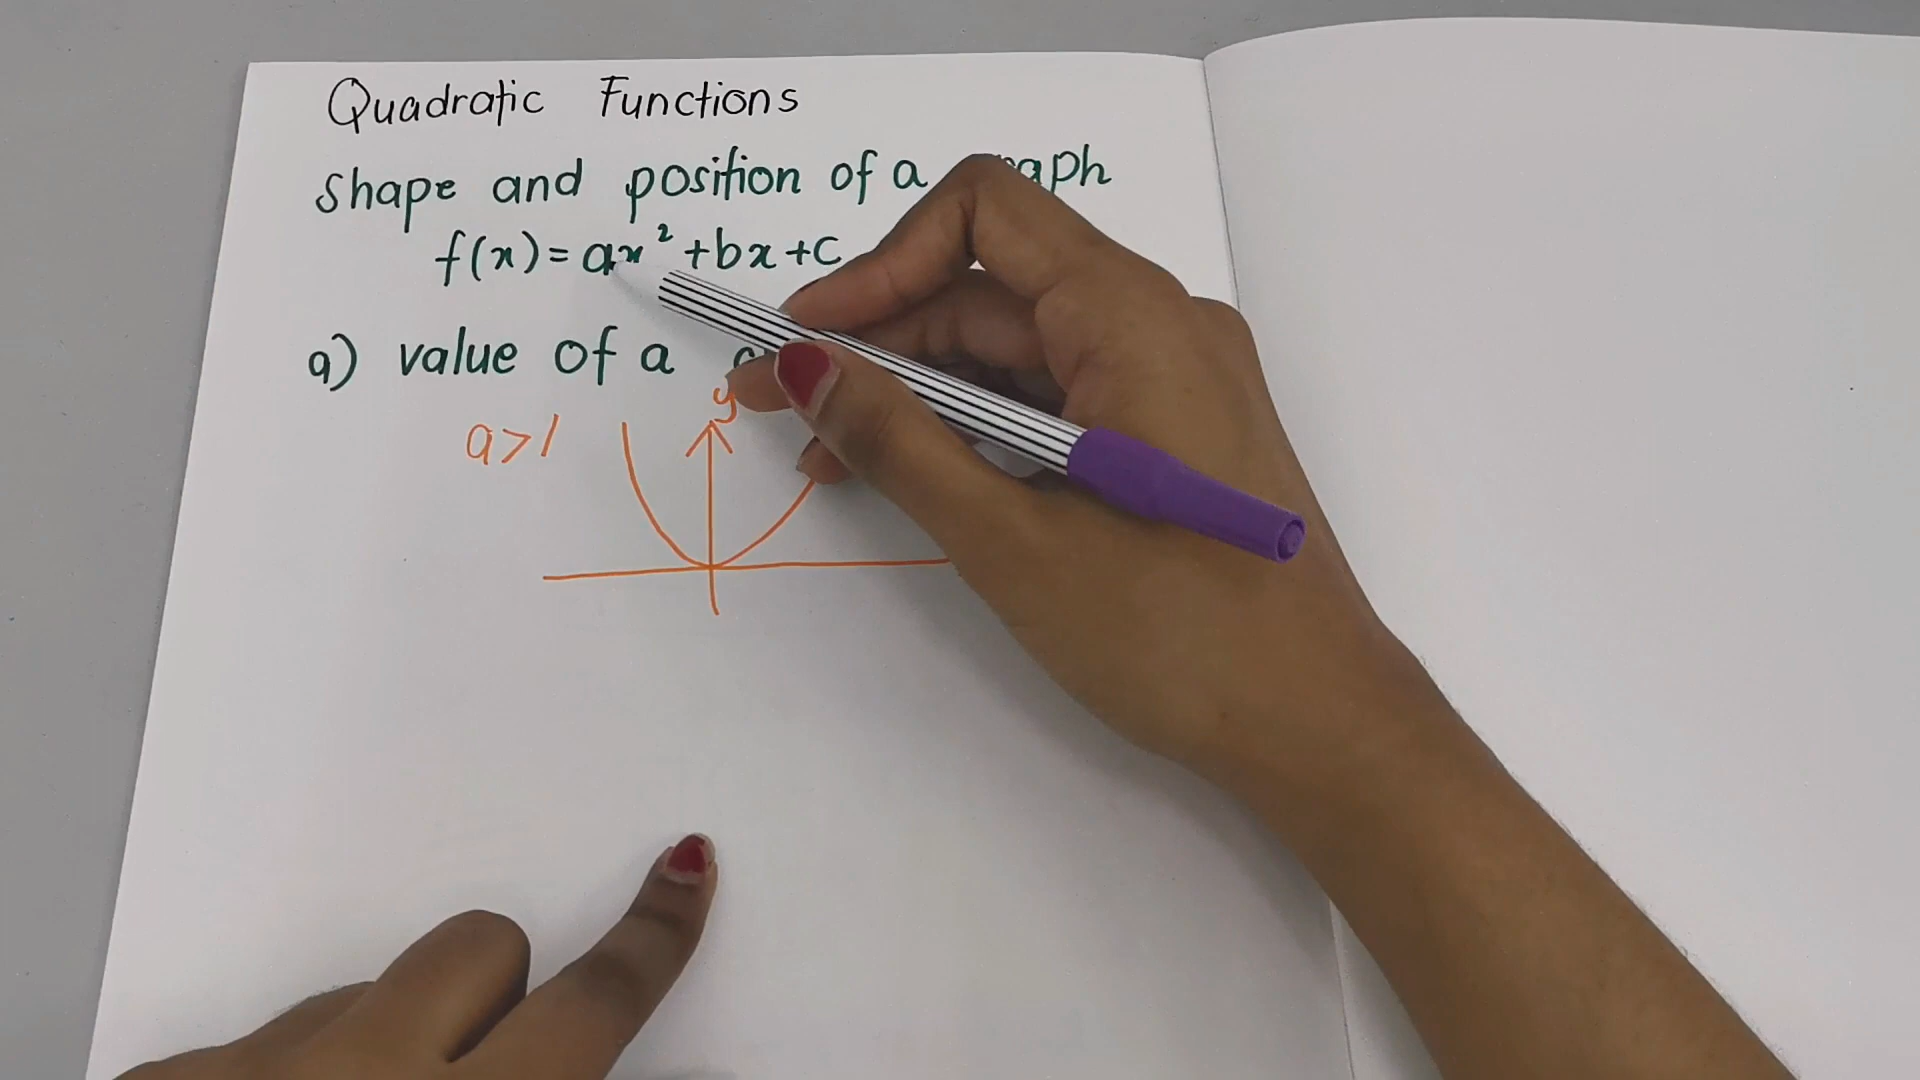 Quadratic Functions
Shape and position of a
f(x) = ax² + bx + c
a) value of a
y
a > 1